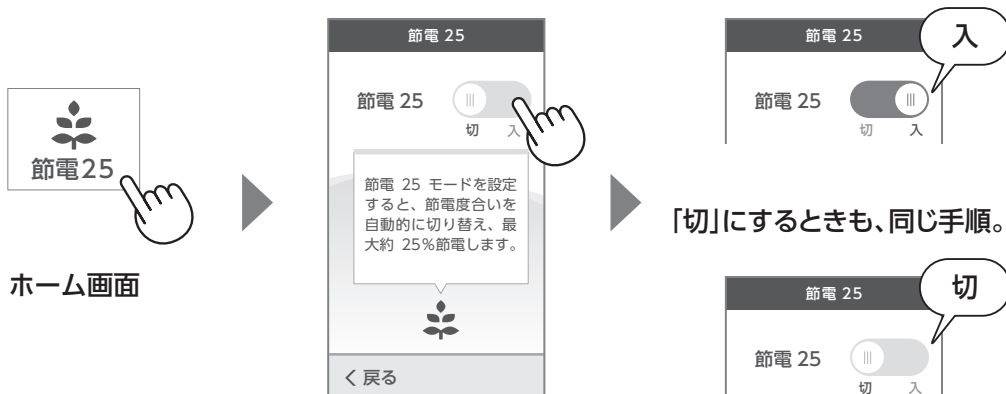 節電25
ホーム画面
節電 25
節電 25
切 入
節電 25 モードを設定
すると、節電度合いを
自動的に切り替え、最
大約 25%節電します。
く 戻る
節電 25
入
節電 25
切 入
「切」にするときも、同じ手順。
節電 25
切
節電 25
切 入